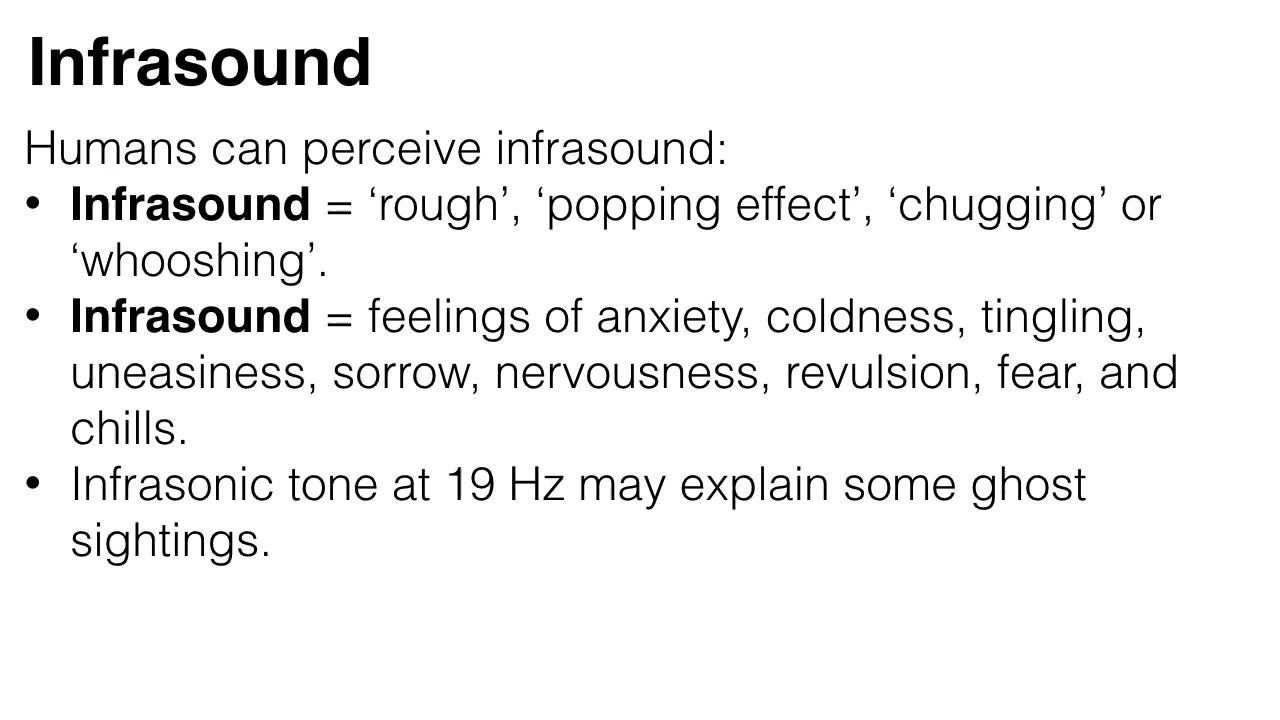 Infrasound
Humans can perceive infrasound:
• Infrasound = ‘rough’, ‘popping effect’, ‘chugging’ or
‘whooshing’.
• Infrasound = feelings of anxiety, coldness, tingling,
uneasiness, sorrow, nervousness, revulsion, fear, and
chills.
• Infrasonic tone at 19 Hz may explain some ghost
sightings.